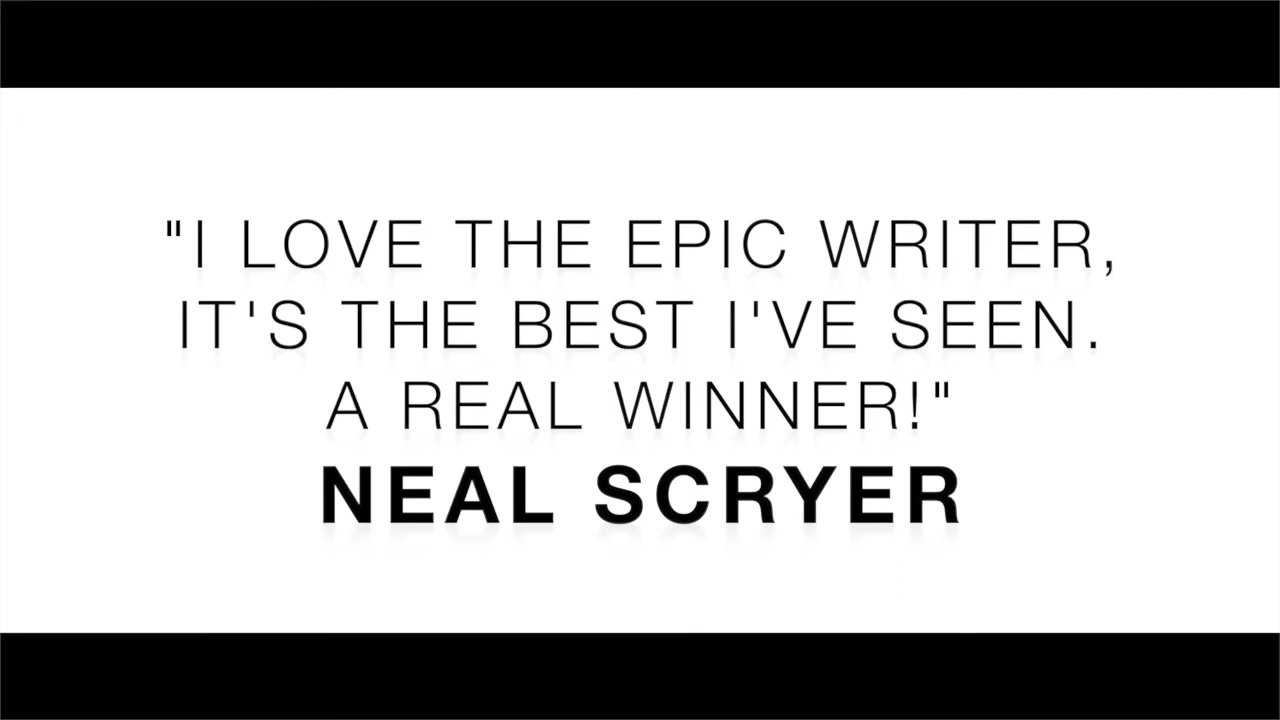 "I LOVE THE EPIC WRITER,
IT'S THE BEST I'VE SEEN.
A REAL WINNER!"
NEAL SCRYER